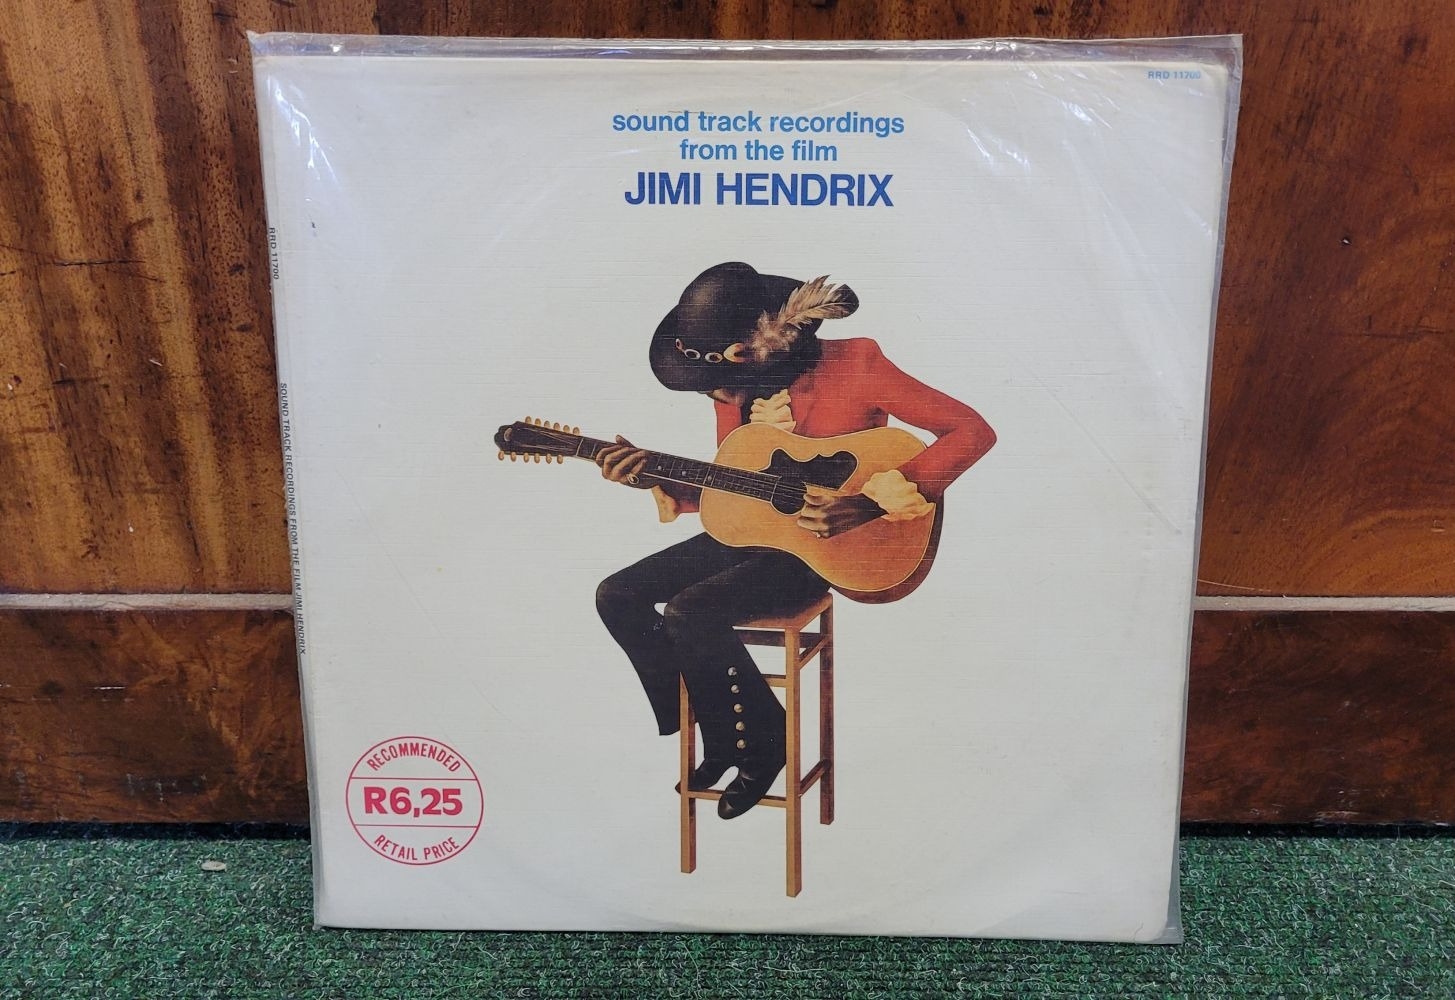 RRD 11700
sound track recordings
from the film
JIMI HENDRIX
RRD 11700
SOUND TRACK RECORDINGS FROM THE FILM JIMI HENDRIX
RECOMMENDED
R6,25
RETAIL PRICE